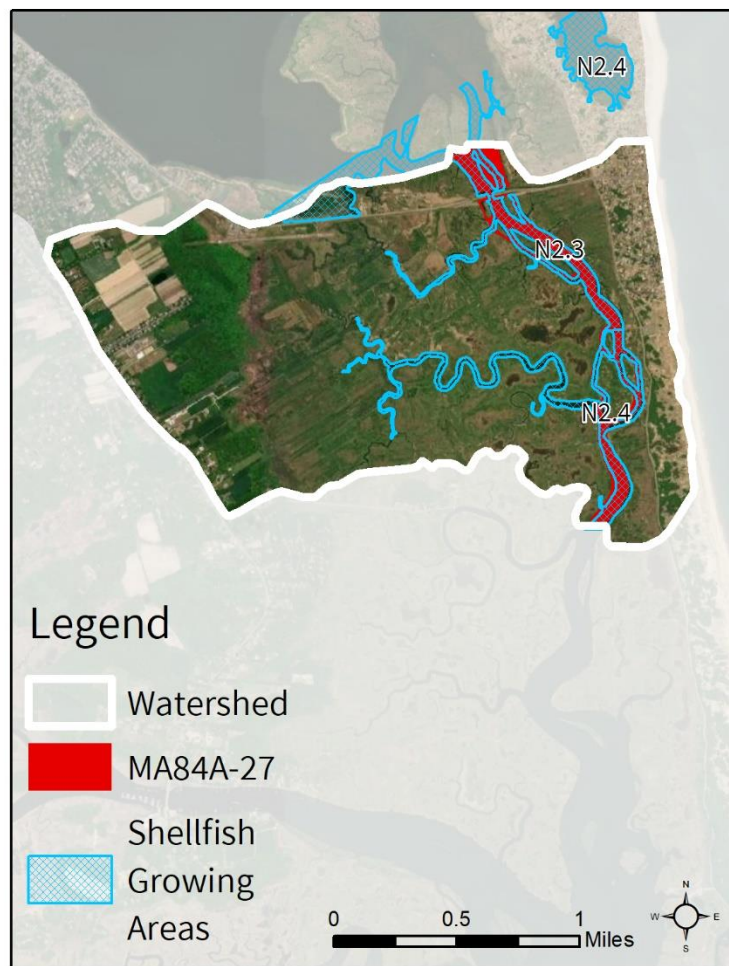 N2.4
N2.3
N2.4
Legend
Watershed
MA84A-27
Shellfish
Growing
Areas
0 0.5 1
Miles
N
W E
S